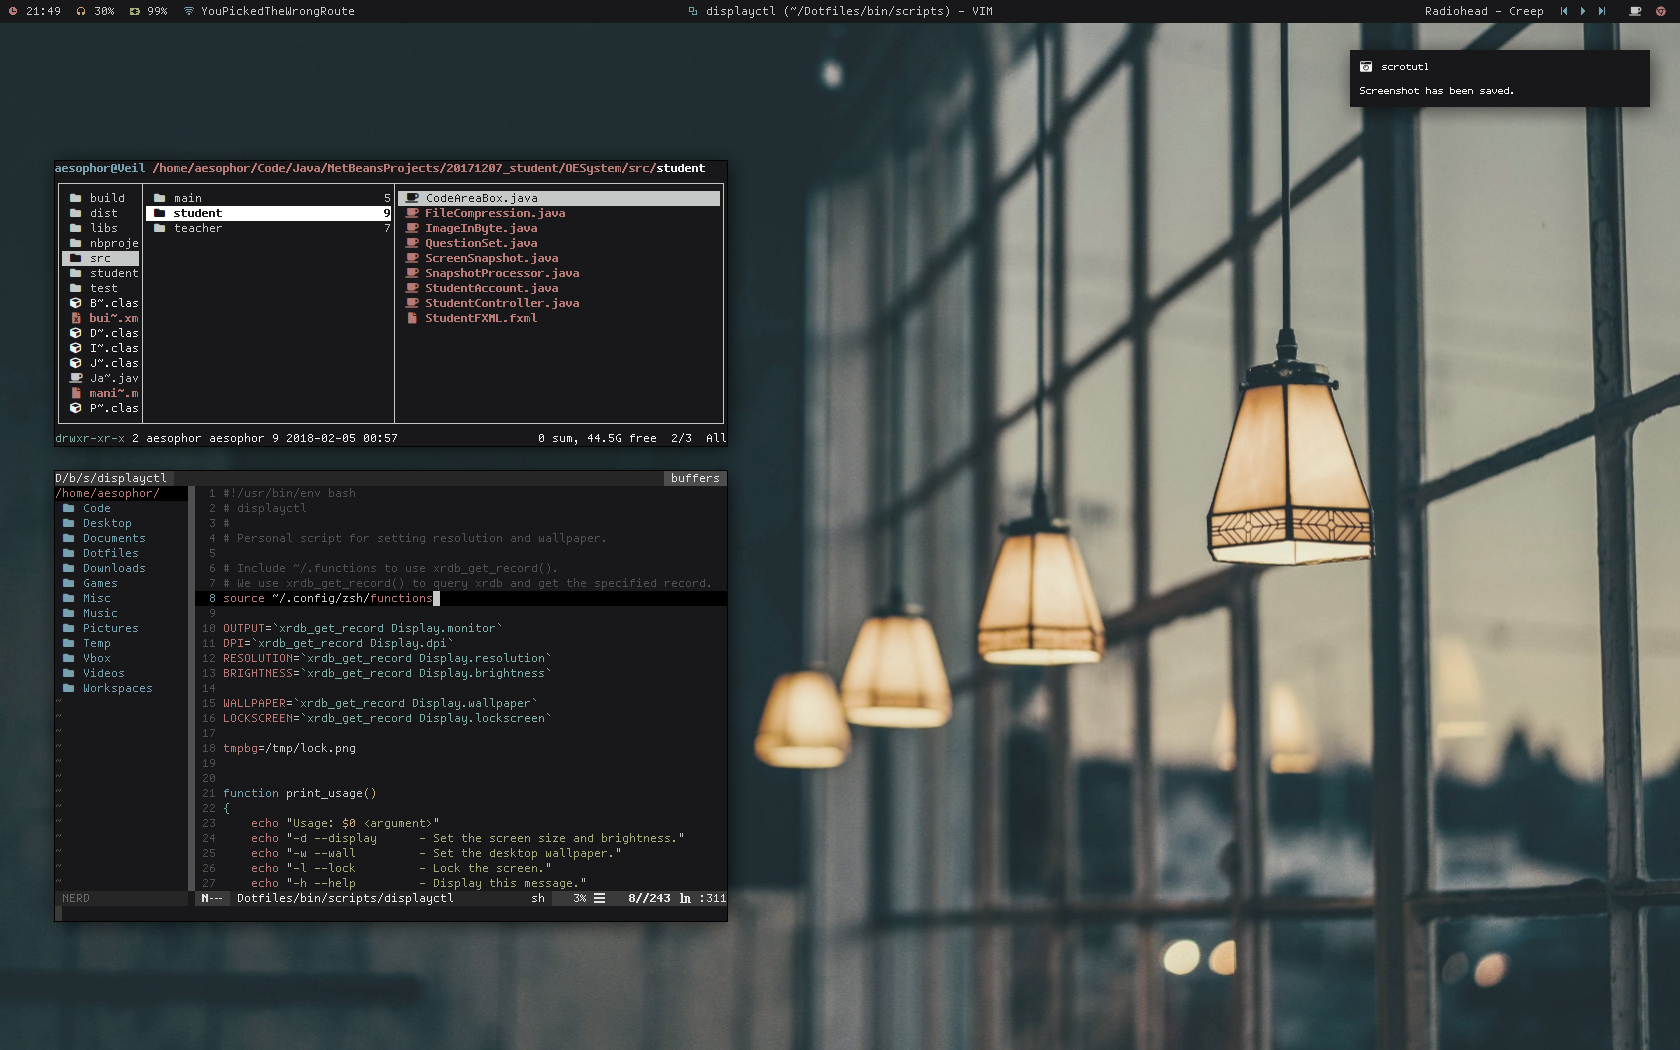 21:49 30% 99% YouPickedTheWrongRoute displayctl (~/Dotfiles/bin/scripts) - VIM Radiohead - Creep
scrotutl
Screenshot has been saved.
aesophor@Veil /home/aesophor/Code/Java/NetBeansProjects/20171207_student/OESystem/src/student
build main 5 CodeAreaBox.java
dist student 9 FileCompression.java
libs teacher 7 ImageInByte.java
nbproje QuestionSet.java
src ScreenSnapshot.java
student SnapshotProcessor.java
test StudentAccount.java
B~.clas StudentController.java
bui~.xm StudentFXML.fxml
D~.clas
I~.clas
J~.clas
Ja~.jav
mani~.m
P~.clas
drwxr-xr-x 2 aesophor aesophor 9 2018-02-05 00:57 0 sum, 44.5G free 2/3 All
D/b/s/displayctl buffers
/home/aesophor/ 1 #!/usr/bin/env bash
Code 2 # displayctl
Desktop 3 #
Documents 4 # Personal script for setting resolution and wallpaper.
Dotfiles 5
Downloads 6 # Include ~/.functions to use xrdb_get_record().
Games 7 # We use xrdb_get_record() to query xrdb and get the specified record.
Misc 8 source ~/.config/zsh/functions
Music 9
Pictures 10 OUTPUT=`xrdb_get_record Display.monitor`
Temp 11 DPI=`xrdb_get_record Display.dpi`
Vbox 12 RESOLUTION=`xrdb_get_record Display.resolution`
Videos 13 BRIGHTNESS=`xrdb_get_record Display.brightness`
Workspaces 14
~ 15 WALLPAPER=`xrdb_get_record Display.wallpaper`
~ 16 LOCKSCREEN=`xrdb_get_record Display.lockscreen`
~ 17
~ 18 tmpbg=/tmp/lock.png
~ 19
~ 20
~ 21 function print_usage()
~ 22 {
~ 23 echo "Usage: $0 <argument>"
~ 24 echo "-d --display - Set the screen size and brightness."
~ 25 echo "-w --wall - Set the desktop wallpaper."
~ 26 echo "-l --lock - Lock the screen."
~ 27 echo "-h --help - Display this message."
NERD N-- Dotfiles/bin/scripts/displayctl sh 3% ☰ 8//243 ln :311